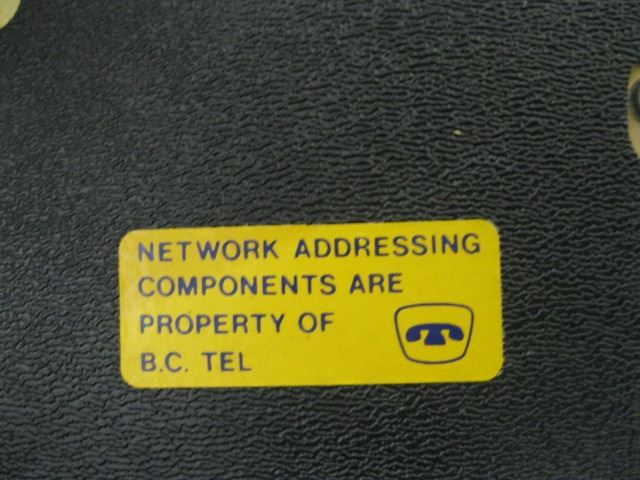 NETWORK ADDRESSING
COMPONENTS ARE
PROPERTY OF
B.C. TEL